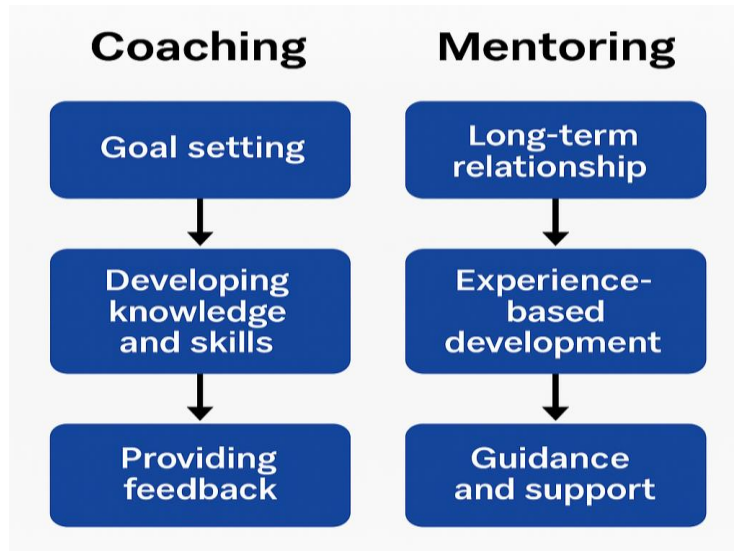 Coaching
Goal setting
Developing
knowledge
and skills
Providing
feedback
Mentoring
Long-term
relationship
Experience-
based
development
Guidance
and support